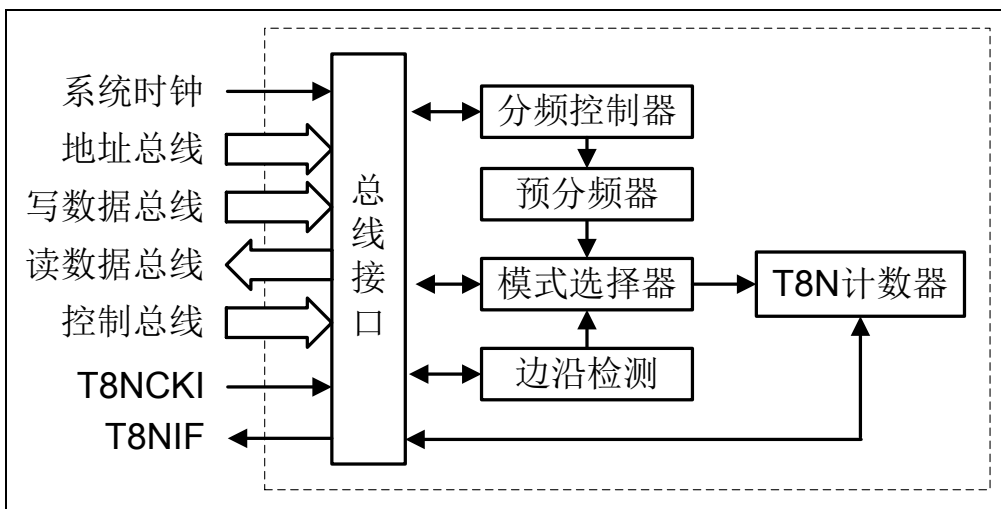 系统时钟
地址总线
写数据总线
读数据总线
控制总线
T8NCKI
T8NIF
总线接口
分频控制器
预分频器
模式选择器
边沿检测
T8N计数器